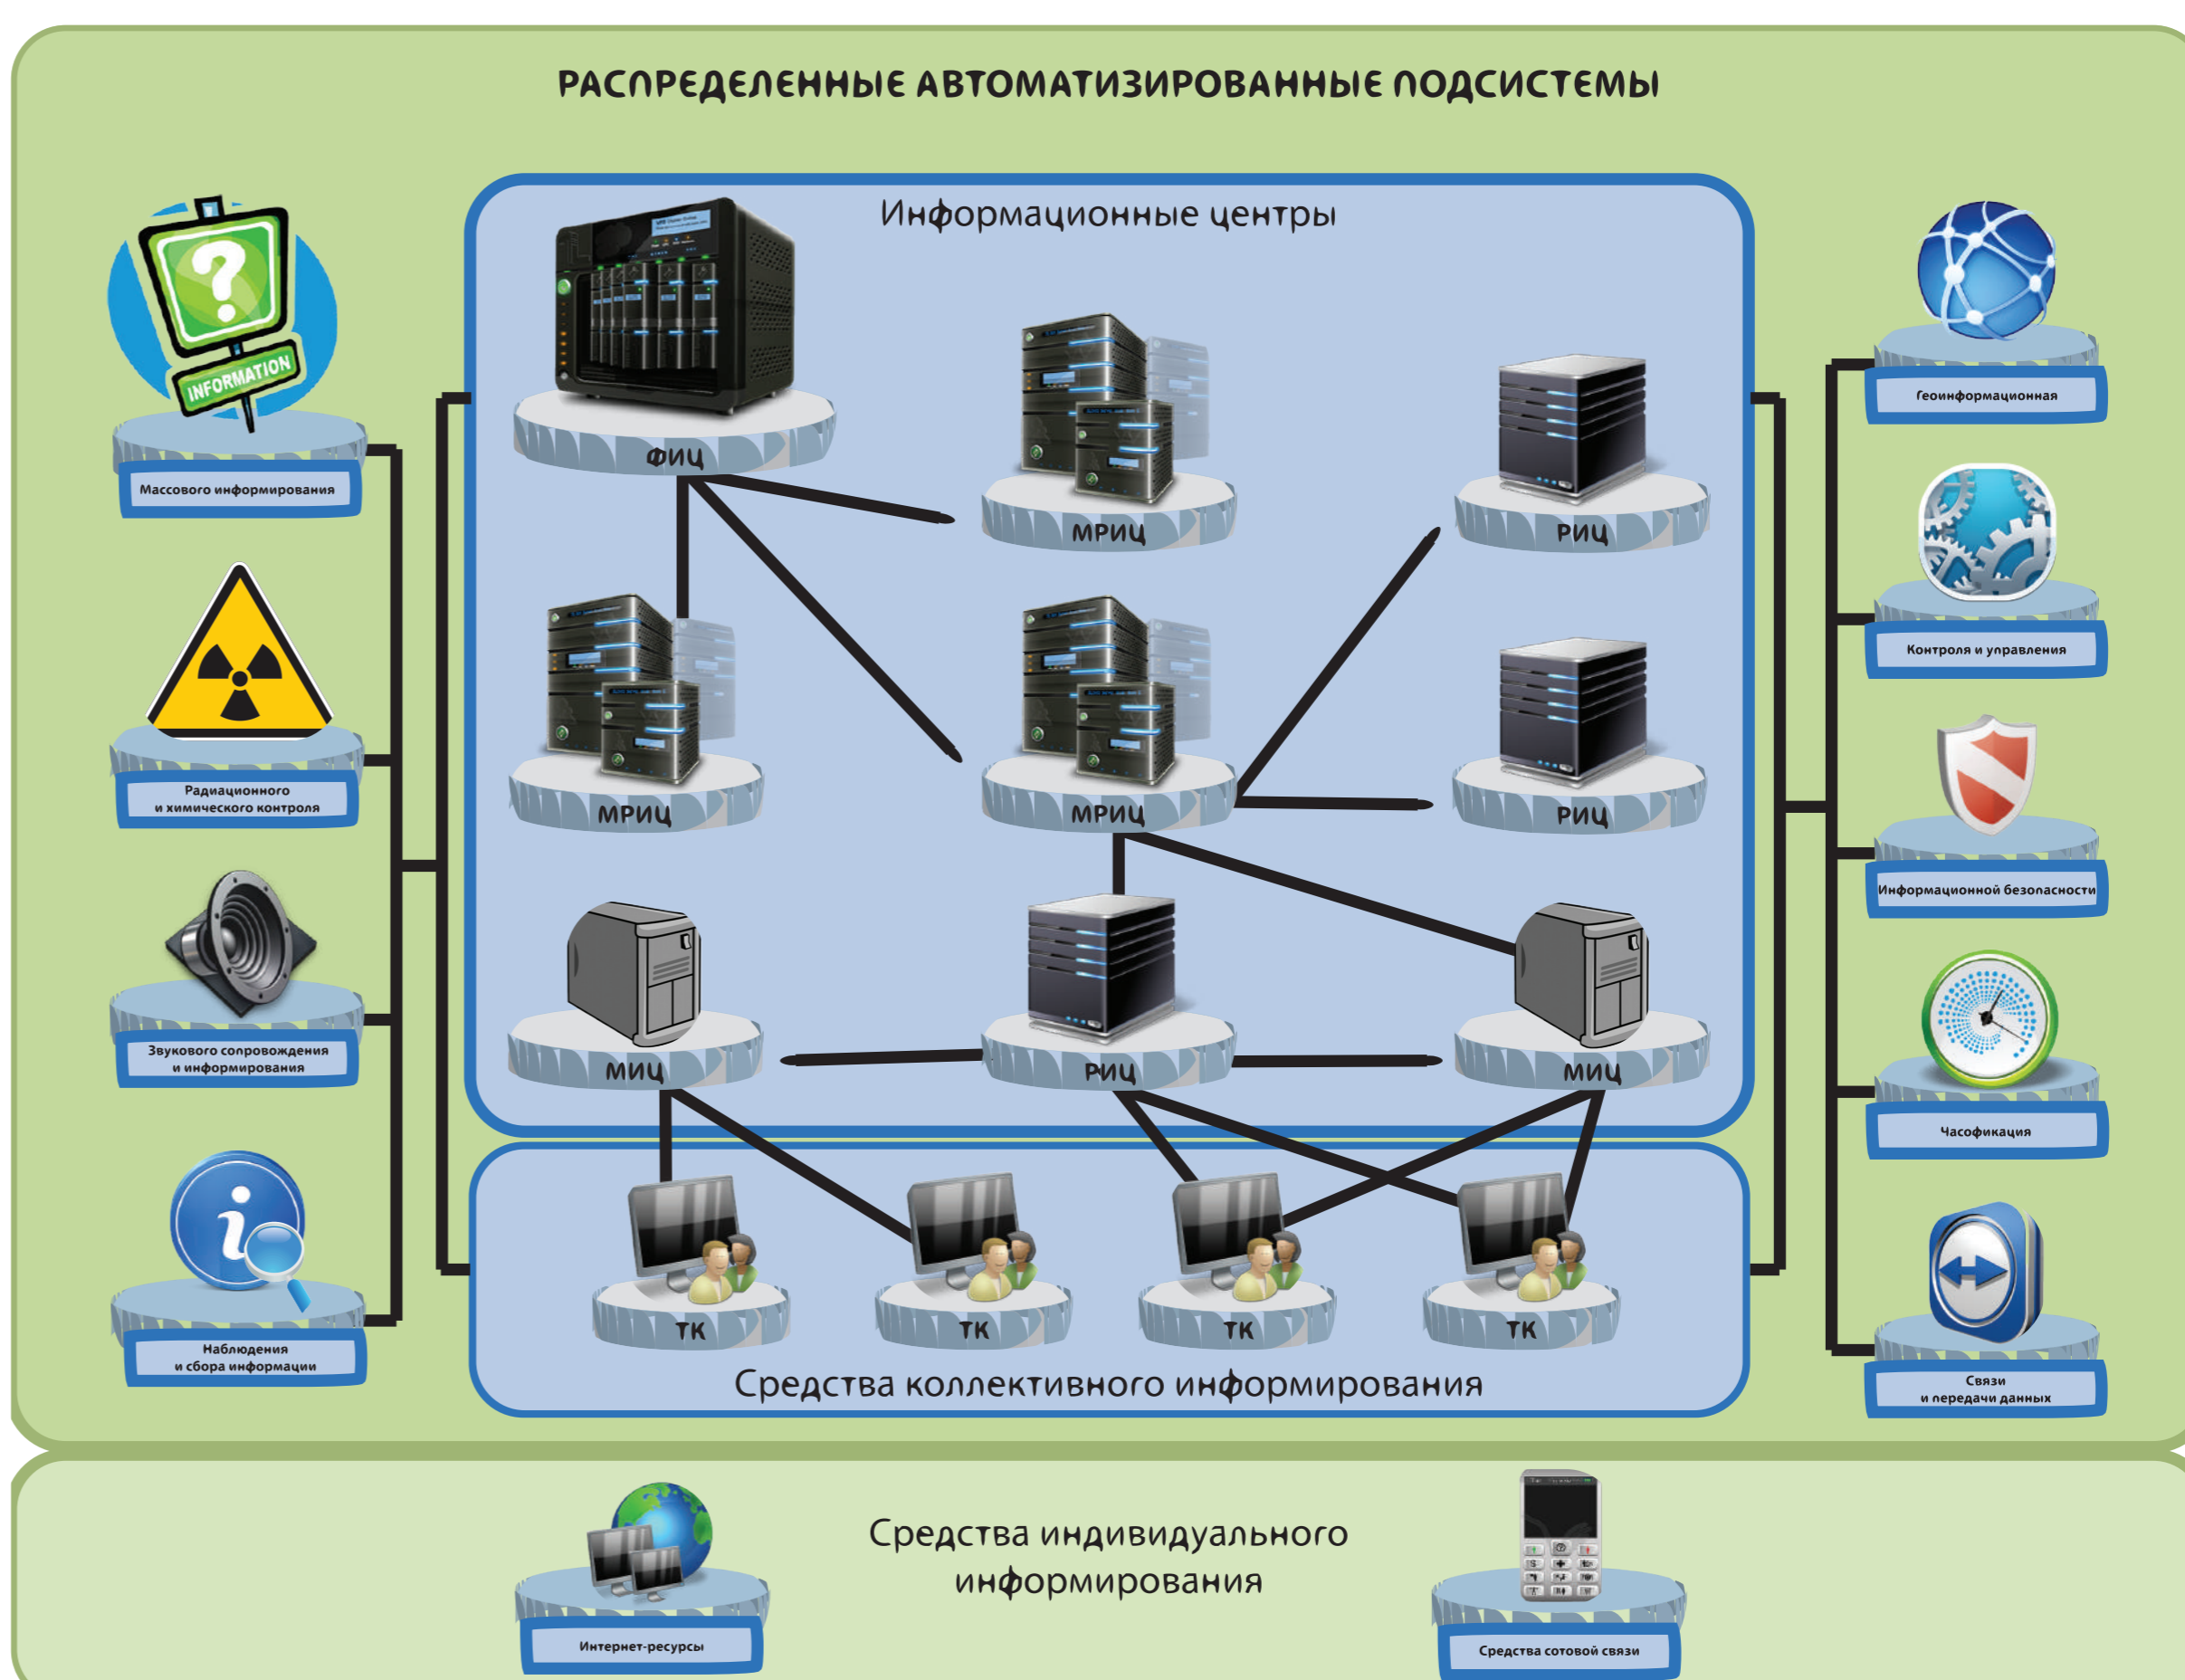 РАСПРЕДЕЛЕННЫЕ АВТОМАТИЗИРОВАННЫЕ ПОДСИСТЕМЫ
Информационные центры
INFORMATION
Массового информирования
Радиационного
и химического контроля
Звукового сопровождения
и информирования
Наблюдения
и сбора информации
ФИЦ
МРИЦ
РИЦ
МРИЦ
МРИЦ
РИЦ
МИЦ
РИЦ
МИЦ
ТК
ТК
ТК
ТК
Средства коллективного информирования
Геоинформационная
Контроля и управления
Информационной безопасности
Часофикация
Связи
и передачи данных
Средства индивидуального
информирования
Интернет-ресурсы
Средства сотовой связи